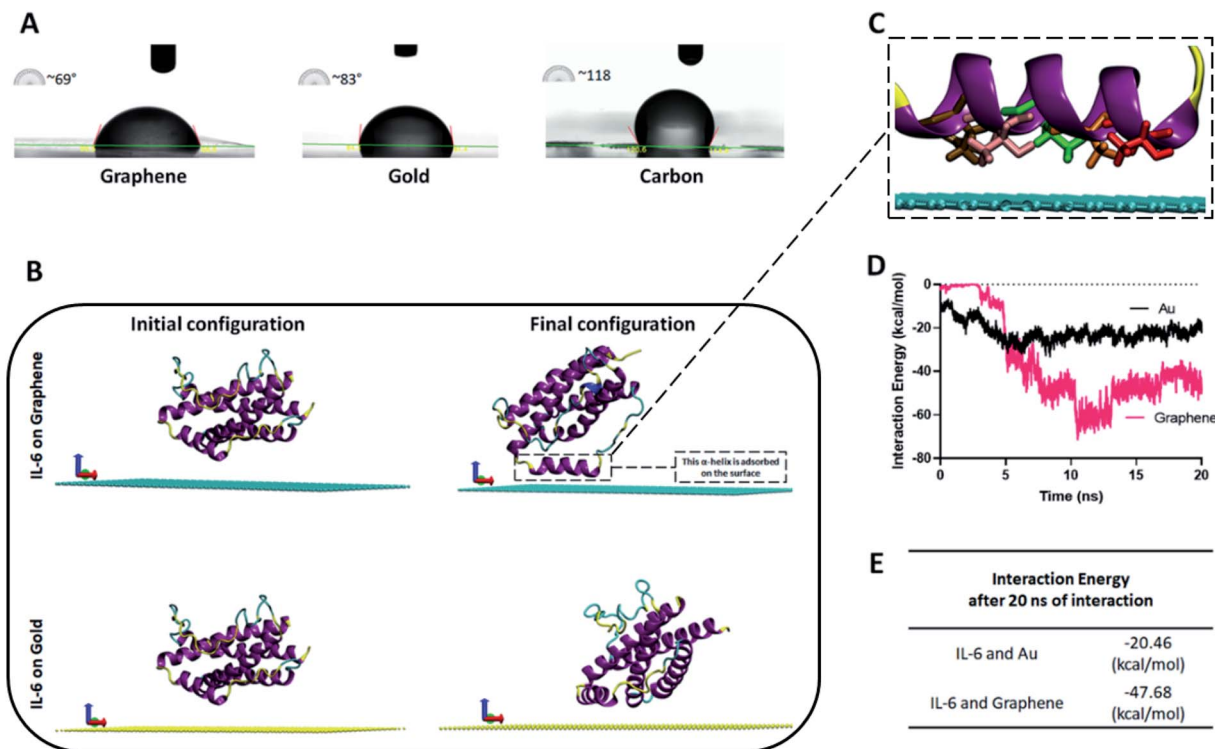 A
~69°
~83°
~118
Graphene
Gold
Carbon
B
Initial configuration
Final configuration
IL-6 on Graphene
This α-helix is adsorbed
on the surface
IL-6 on Gold
C
D
Interaction Energy (kcal/mol)
0
-20
-40
-60
-80
Au
Graphene
0
5
10
15
20
Time (ns)
E
Interaction Energy
after 20 ns of interaction
IL-6 and Au
-20.46
(kcal/mol)
IL-6 and Graphene
-47.68
(kcal/mol)